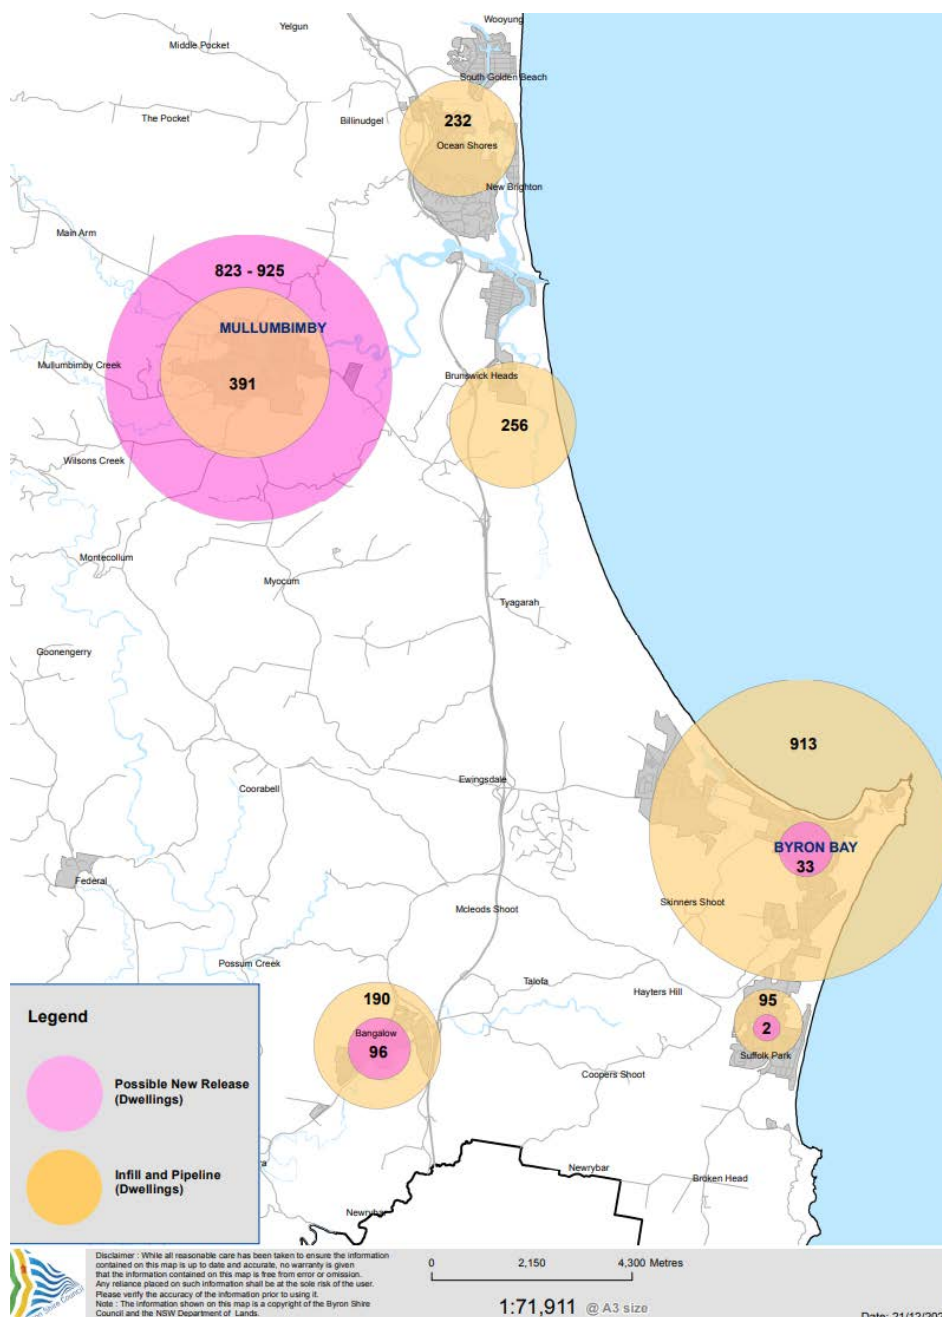 Wooyung
Yelgun
Middle Pocket
South Golden Beach
The Pocket
Billinudgel
232
Ocean Shores
New Brighton
Main Arm
823 - 925
MULLUMBIMBY
Mullumbimby Creek
391
Brunswick Heads
256
Wilsons Creek
Montecollum
Myocum
Tyagarah
Goonengerry
913
Ewingsdale
Coorabell
BYRON BAY
33
Federal
Skinners Shoot
Mcleods Shoot
Possum Creek
Talofa
Hayters Hill
190
95
Bangalow
96
2
Suffolk Park
Coopers Shoot
Newrybar
Broken Head
Legend
Possible New Release
(Dwellings)
Infill and Pipeline
(Dwellings)
Disclaimer : While all reasonable care has been taken to ensure the information
contained on this map is up to date and accurate, no warranty is given
that the information contained on this map is free from error or omission.
Any reliance placed on such information shall be at the sole risk of the user.
Please verify the accuracy of the information prior to using it.
Note : The information shown on this map is a copyright of the Byron Shire
Council and the NSW Department of Lands.
0 2,150 4,300 Metres
1:71,911 @ A3 size
Shire Council
Date: 21/12/202